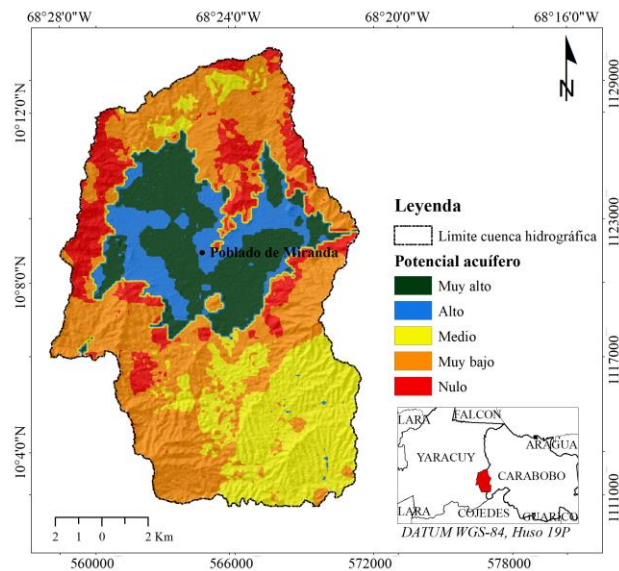 68°28'0"W 68°24'0"W 68°20'0"W 68°16'0"W
10°12'0"N
10°8'0"N
10°4'0"N
1129000
1123000
1117000
1111000
N
Poblado de Miranda
Leyenda
Limite cuenca hidrográfica
Potencial acuífero
Muy alto
Alto
Medio
Muy bajo
Nulo
LARA
FALCON
ARAGUA
YARACUY
CARABOBO
LARA
COJEDES
GUARICO
DATUM WGS-84, Huso 19P
2 1 0 2 Km
560000 566000 572000 578000